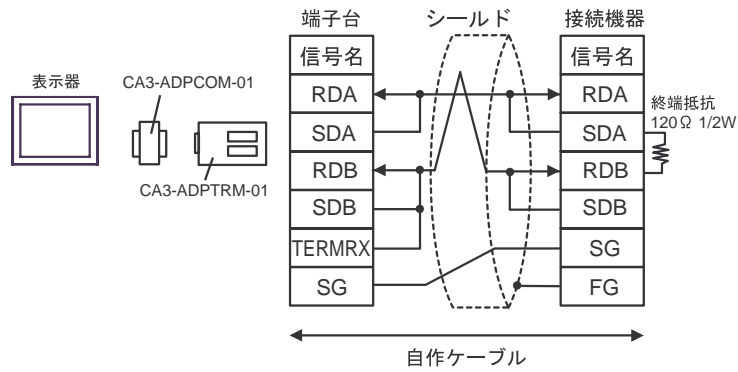 表示器
CA3-ADPCOM-01
CA3-ADPTRM-01
端子台
信号名
RDA
SDA
RDB
SDB
TERMRX
SG
シールド
接続機器
信号名
RDA
SDA
RDB
SDB
SG
FG
終端抵抗
120Ω 1/2W
自作ケーブル